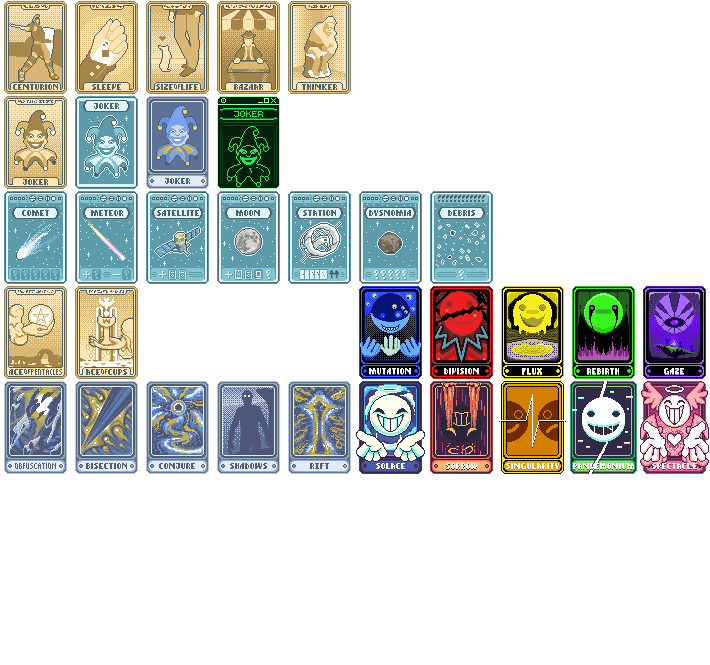 CENTURION
SLEEVE
SIZE OF LIFE
BAZAAR
THINKER
JOKER
JOKER
JOKER
JOKER
COMET
METEOR
SATELLITE
MOON
STATION
DYSNOMIA
DEBRIS
ACE OF PENTACLES
ACE OF CUPS
MUTATION
DIVISION
FLUX
REBIRTH
GAZE
OBFUSCATION
BISECTION
CONJURE
SHADOWS
RIFT
SOLACE
SORROW
SINGULARITY
PANDEMONIUM
SPECTACLE